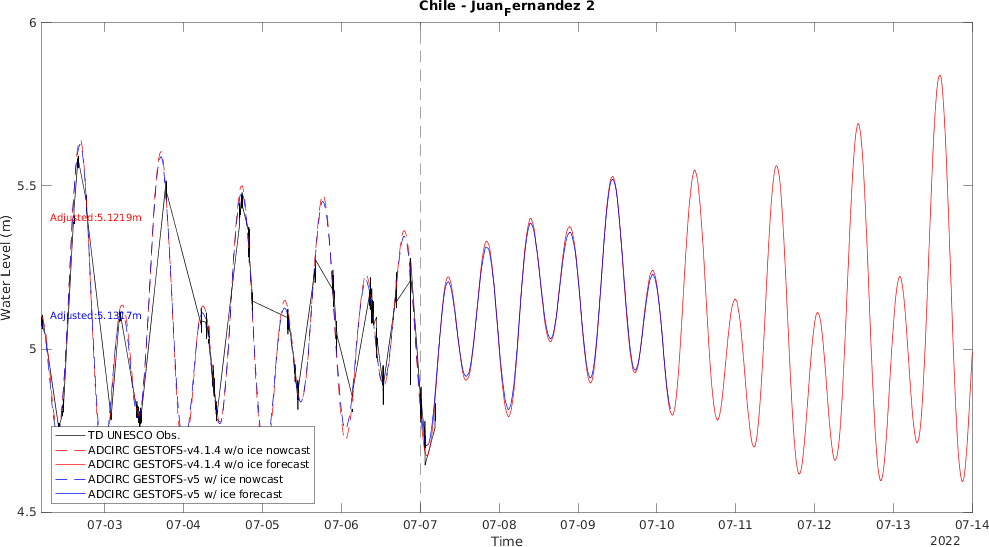 Chile - JuanFernandez 2
6
5.5
5
4.5
Water Level (m)
Adjusted:5.1219m
Adjusted:5.1317m
TD UNESCO Obs.
ADCIRC GESTOFS-v4.1.4 w/o ice nowcast
ADCIRC GESTOFS-v4.1.4 w/o ice forecast
ADCIRC GESTOFS-v5 w/ ice nowcast
ADCIRC GESTOFS-v5 w/ ice forecast
07-03 07-04 07-05 07-06 07-07 07-08 07-09 07-10 07-11 07-12 07-13 07-14
Time
2022